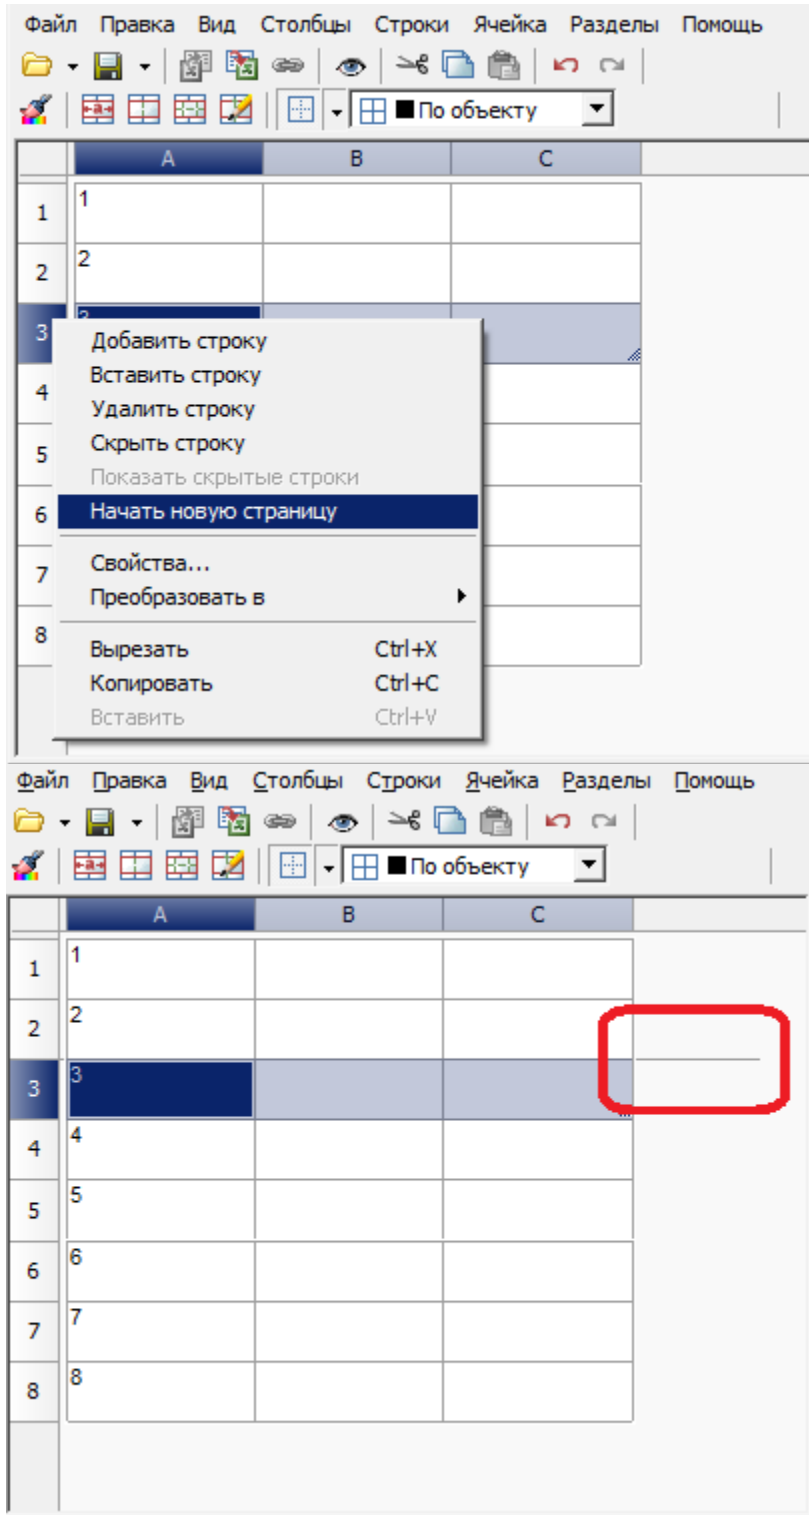 Файл Правка Вид Столбцы Строки Ячейка Разделы Помощь
По объекту
A B C
1 1
2 2
3 3
Добавить строку
Вставить строку
4
Удалить строку
Скрыть строку
5
Показать скрытые строки
6 Начать новую страницу
Свойства...
7
Преобразовать в
8
Вырезать Ctrl+X
Копировать Ctrl+C
Вставить Ctrl+V
Файл Правка Вид Столбцы Строки Ячейка Разделы Помощь
По объекту
A B C
1 1
2 2
3 3
4 4
5 5
6 6
7 7
8 8